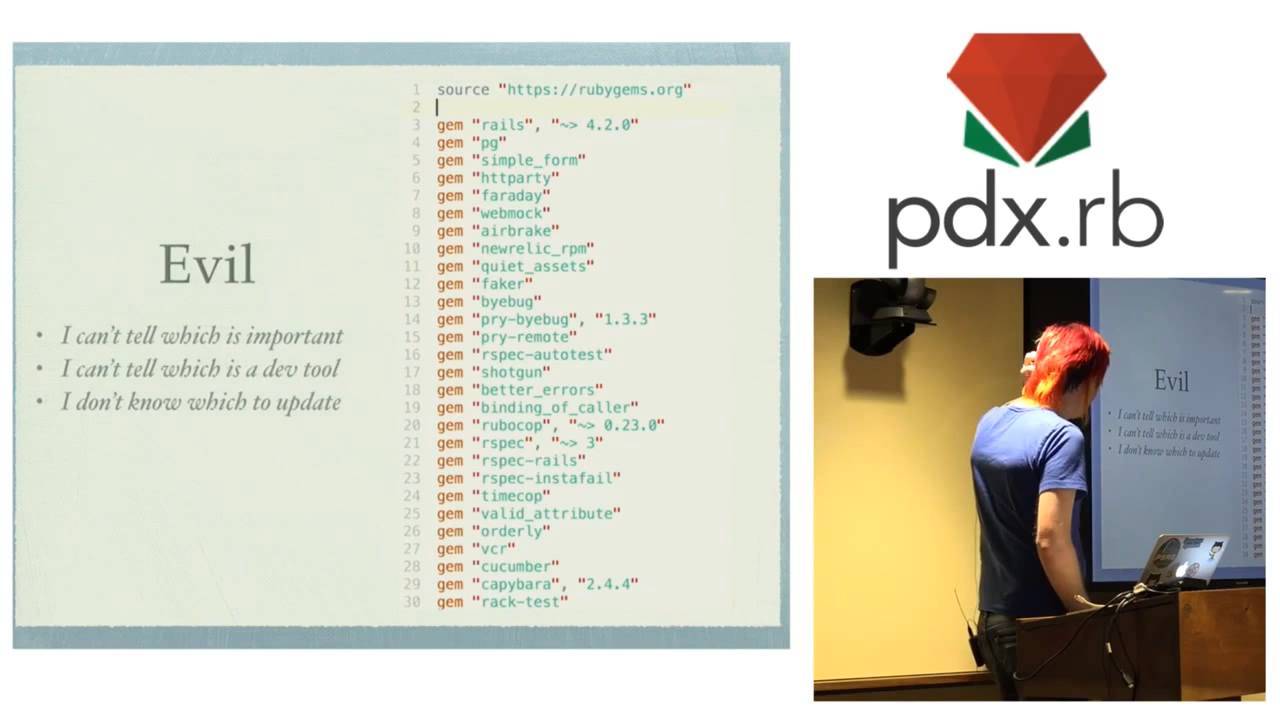 Evil
• I can't tell which is important
• I can't tell which is a dev tool
• I don't know which to update
1 source "https://rubygems.org"
2
3 gem "rails", "~> 4.2.0"
4 gem "pg"
5 gem "simple_form"
6 gem "httparty"
7 gem "faraday"
8 gem "webmock"
9 gem "airbrake"
10 gem "newrelic_rpm"
11 gem "quiet_assets"
12 gem "faker"
13 gem "byebug"
14 gem "pry-byebug", "1.3.3"
15 gem "pry-remote"
16 gem "rspec-autotest"
17 gem "shotgun"
18 gem "better_errors"
19 gem "binding_of_caller"
20 gem "rubocop", "~> 0.23.0"
21 gem "rspec", "~> 3"
22 gem "rspec-rails"
23 gem "rspec-instafail"
24 gem "timecop"
25 gem "valid_attribute"
26 gem "orderly"
27 gem "vcr"
28 gem "cucumber"
29 gem "capybara", "2.4.4"
30 gem "rack-test"
pdx.rb
Evil
• I can't tell which is important
• I can't tell which is a dev tool
• I don't know which to update